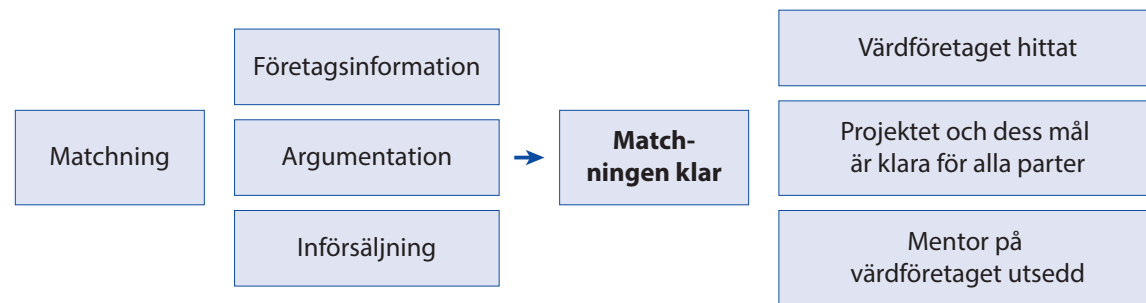 Matchning
Företagsinformation
Argumentation
Införsäljning
Match-
ningen klar
Värdföretaget hittat
Projektet och dess mål
är klara för alla parter
Mentor på
värdföretaget utsedd